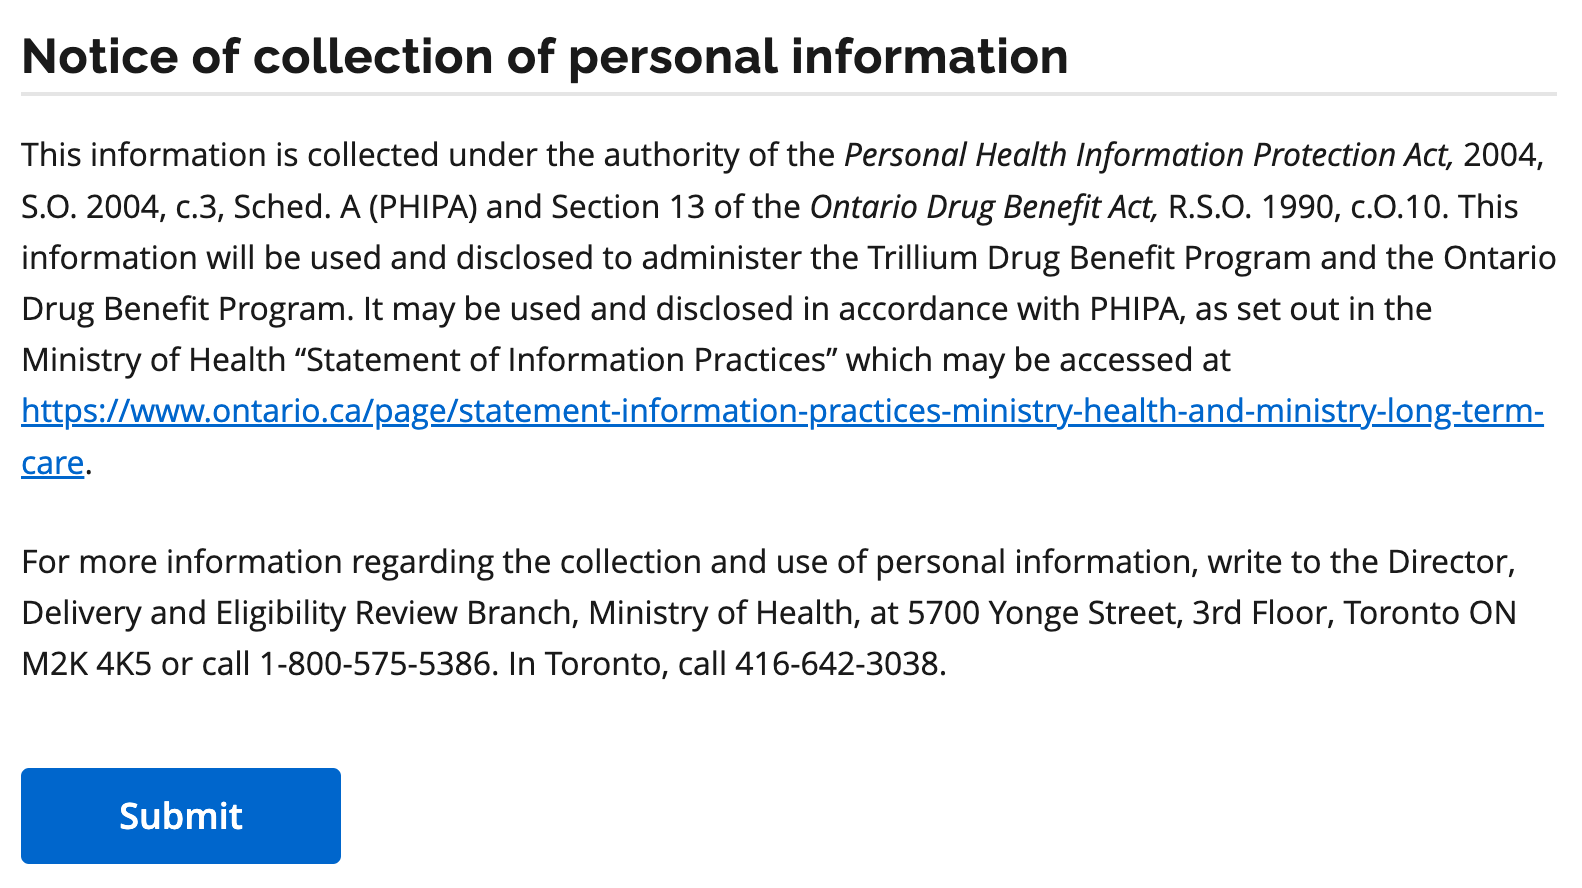 Notice of collection of personal information
This information is collected under the authority of the Personal Health Information Protection Act, 2004,
S.O. 2004, c.3, Sched. A (PHIPA) and Section 13 of the Ontario Drug Benefit Act, R.S.O. 1990, c.O.10. This
information will be used and disclosed to administer the Trillium Drug Benefit Program and the Ontario
Drug Benefit Program. It may be used and disclosed in accordance with PHIPA, as set out in the
Ministry of Health “Statement of Information Practices” which may be accessed at
https://www.ontario.ca/page/statement-information-practices-ministry-health-and-ministry-long-term-
care.
For more information regarding the collection and use of personal information, write to the Director,
Delivery and Eligibility Review Branch, Ministry of Health, at 5700 Yonge Street, 3rd Floor, Toronto ON
M2K 4K5 or call 1-800-575-5386. In Toronto, call 416-642-3038.
Submit